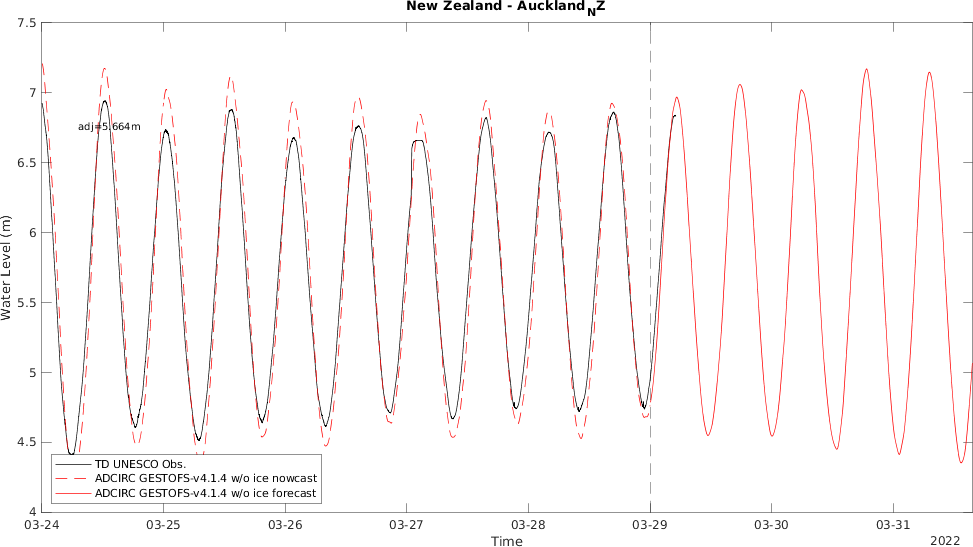 New Zealand - Auckland_NZ
7.5
7
6.5
6
5.5
5
4.5
4
Water Level (m)
adj=5.664m
TD UNESCO Obs.
ADCIRC GESTOFS-v4.1.4 w/o ice nowcast
ADCIRC GESTOFS-v4.1.4 w/o ice forecast
03-24 03-25 03-26 03-27 03-28 03-29 03-30 03-31
Time
2022